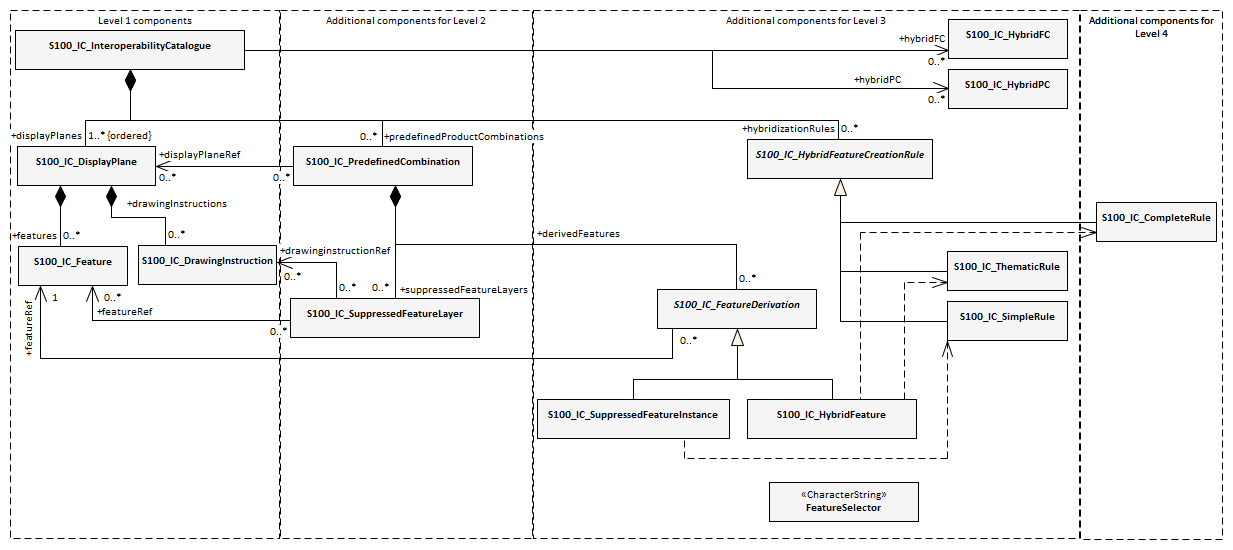 Level 1 components
Additional components for Level 2
Additional components for Level 3
Additional components for
Level 4
S100_IC_InteroperabilityCatalogue
+hybridFC
0..*
S100_IC_HybridFC
+hybridPC
0..*
S100_IC_HybridPC
+displayPlanes
1..* {ordered}
0..*
+predefinedProductCombinations
+hybridizationRules
0..*
S100_IC_DisplayPlane
+displayPlaneRef
0..*
0..*
S100_IC_PredefinedCombination
S100_IC_HybridFeatureCreationRule
+drawingInstructions
+features
0..*
0..*
S100_IC_CompleteRule
+derivedFeatures
S100_IC_Feature
S100_IC_DrawingInstruction
+drawinginstructionRef
0..*
S100_IC_ThematicRule
0..*
0..*
0..*
+suppressedFeatureLayers
1
0..*
+featureRef
+featureRef
0..*
S100_IC_SuppressedFeatureLayer
S100_IC_FeatureDerivation
S100_IC_SimpleRule
0..*
S100_IC_SuppressedFeatureInstance
S100_IC_HybridFeature
«CharacterString»
FeatureSelector